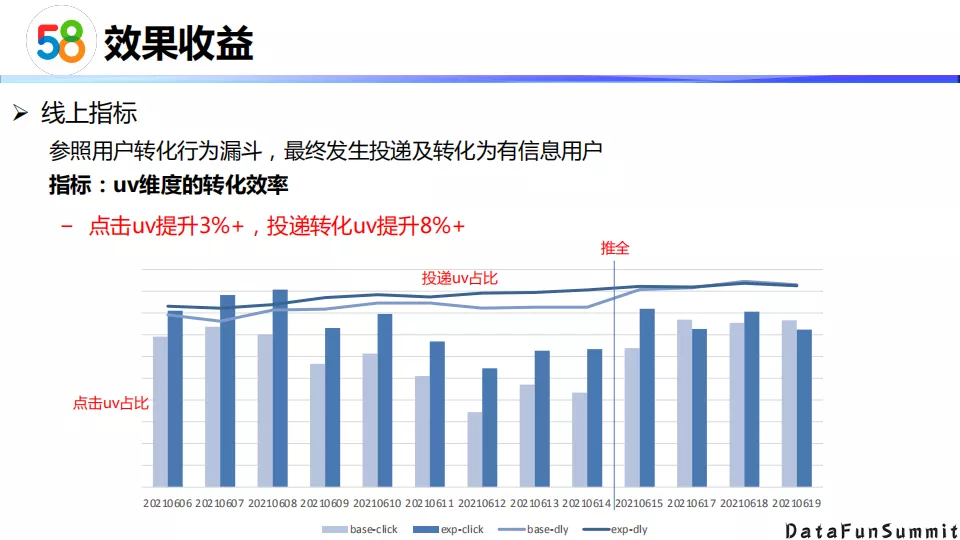 58 效果收益
➢ 线上指标
参照用户转化行为漏斗，最终发生投递及转化为有信息用户
指标：uv维度的转化效率
– 点击uv提升3%+，投递转化uv提升8%+
推全
投递uv占比
点击uv占比
20210606 20210607 20210608 20210609 20210610 20210611 20210612 20210613 20210614 20210615 20210617 20210618 20210619
base-click exp-click base-dly exp-dly
DataFunSummit